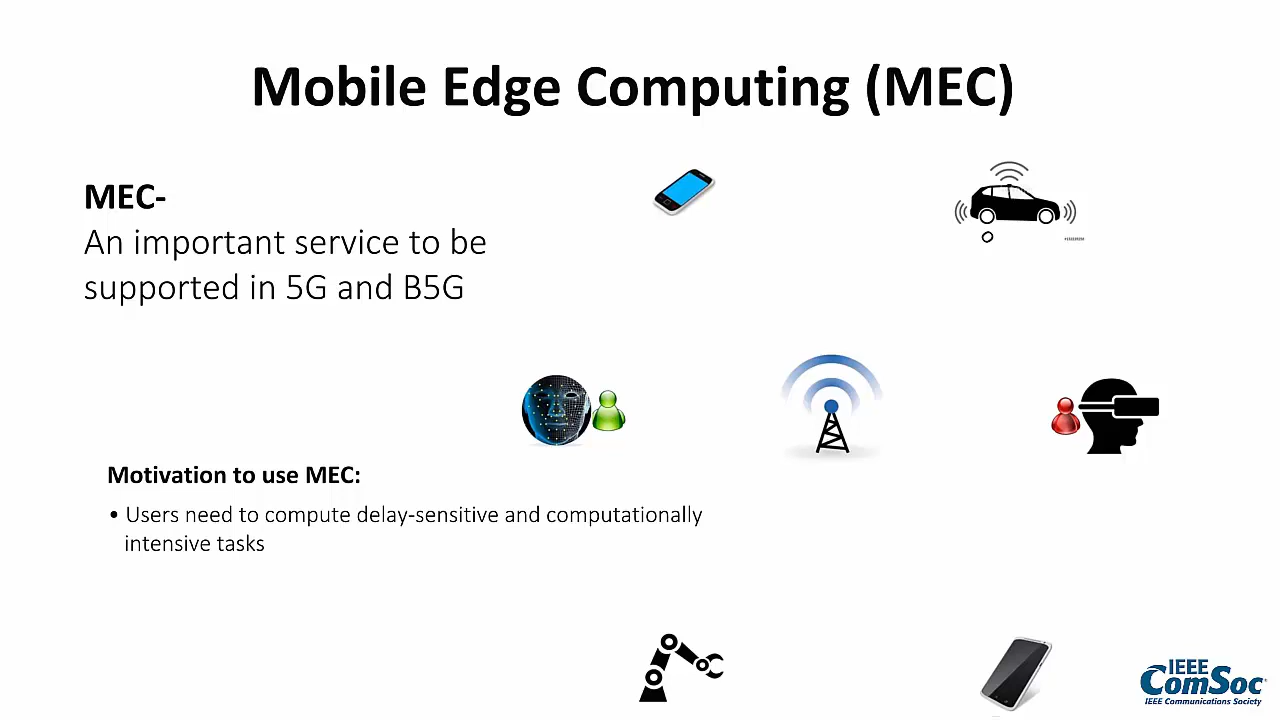 Mobile Edge Computing (MEC)
MEC-
An important service to be
supported in 5G and B5G
Motivation to use MEC:
• Users need to compute delay-sensitive and computationally
intensive tasks
IEEE
ComSoc
IEEE Communications Society